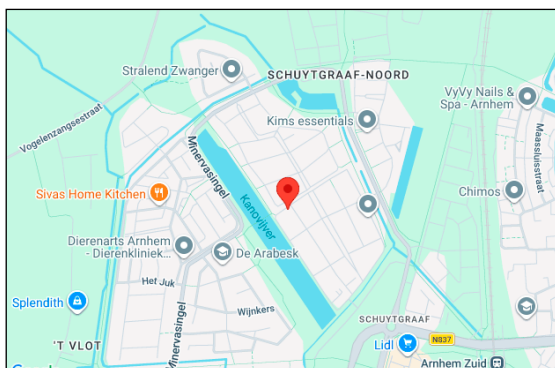 Stralend Zwanger
SCHUYTGRAAF-NOORD
VyVy Nails &
Spa - Arnhem
Vogelenzangsestraat
Kims essentials
Maassluisstraat
Minervasingel
Sivas Home Kitchen
Kanovijver
Chimos
Dierenarts Arnhem
- Dierenkliniek...
De Arabesk
Het Juk
Splendith
Wijnkers
SCHUYTGRAAF
'T VLOT
Minervasingel
Lidl
N837
Arnhem Zuid